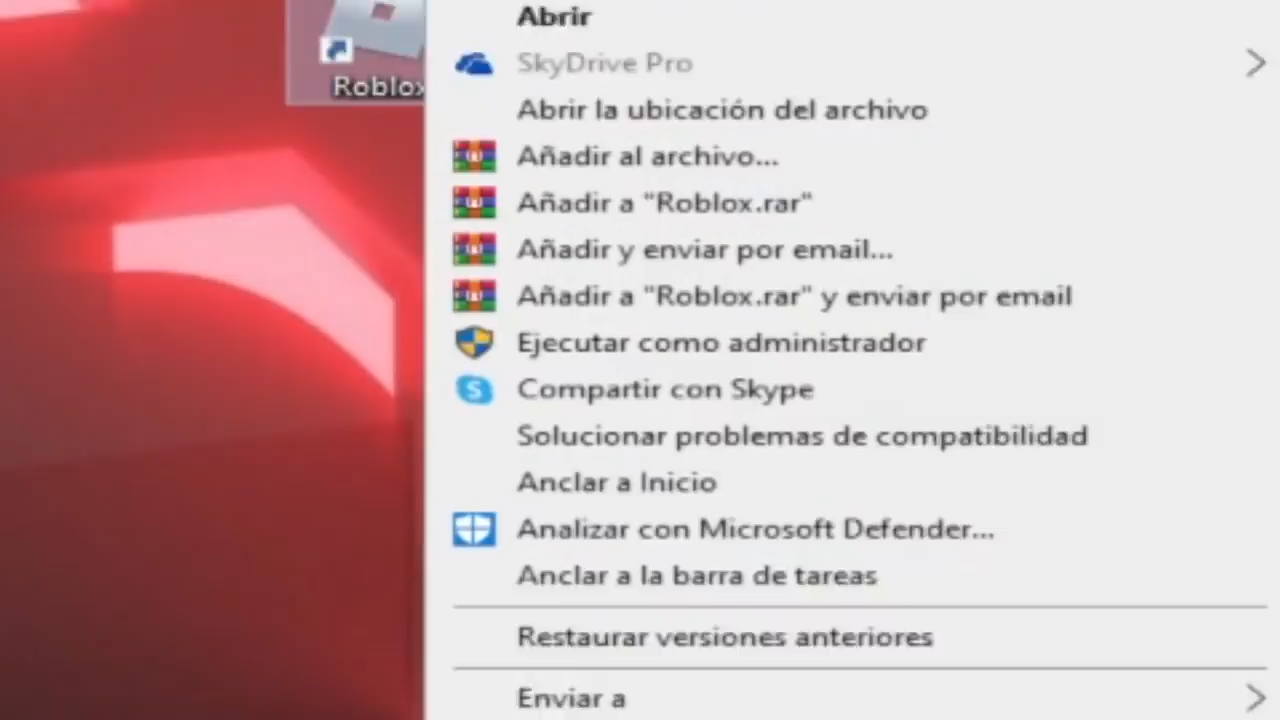 Abrir
SkyDrive Pro
Roblox
Abrir la ubicación del archivo
Añadir al archivo...
Añadir a "Roblox.rar"
Añadir y enviar por email...
Añadir a "Roblox.rar" y enviar por email
Ejecutar como administrador
Compartir con Skype
Solucionar problemas de compatibilidad
Anclar a Inicio
Analizar con Microsoft Defender...
Anclar a la barra de tareas
Restaurar versiones anteriores
Enviar a